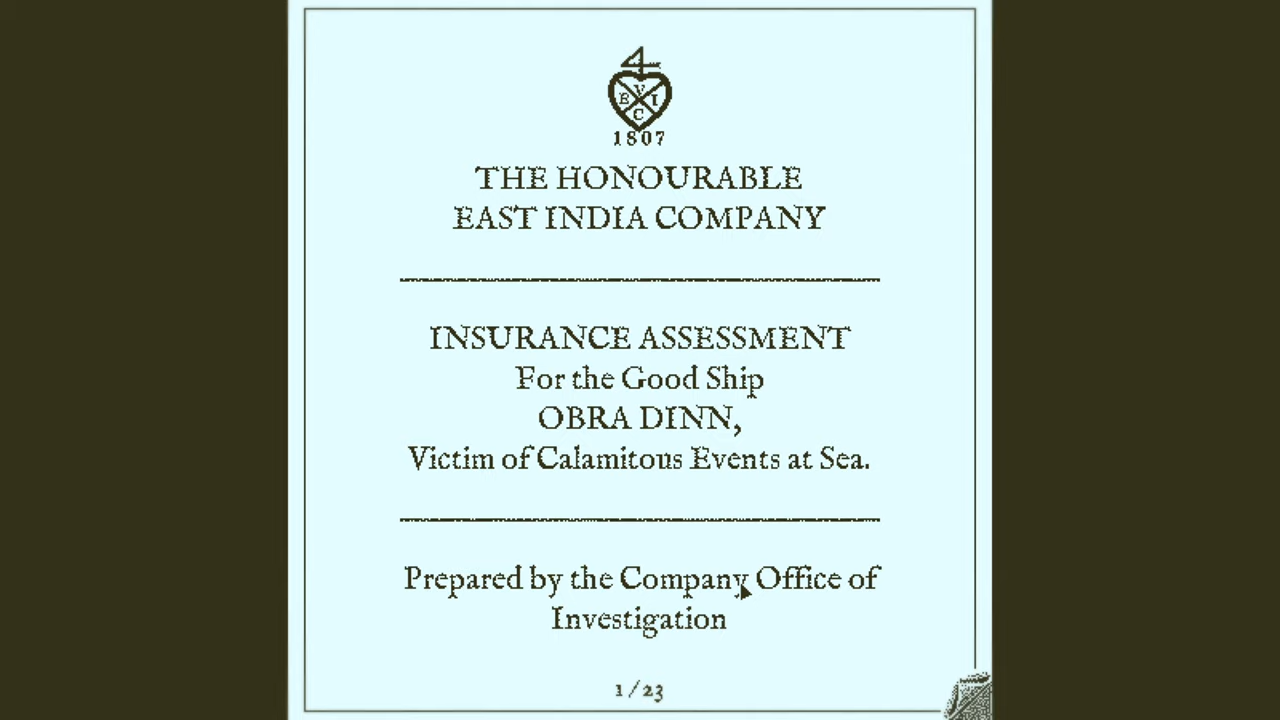 4
V
E I
C
1807
THE HONOURABLE
EAST INDIA COMPANY
INSURANCE ASSESSMENT
For the Good Ship
OBRA DINN,
Victim of Calamitous Events at Sea.
Prepared by the Company Office of
Investigation
1/23